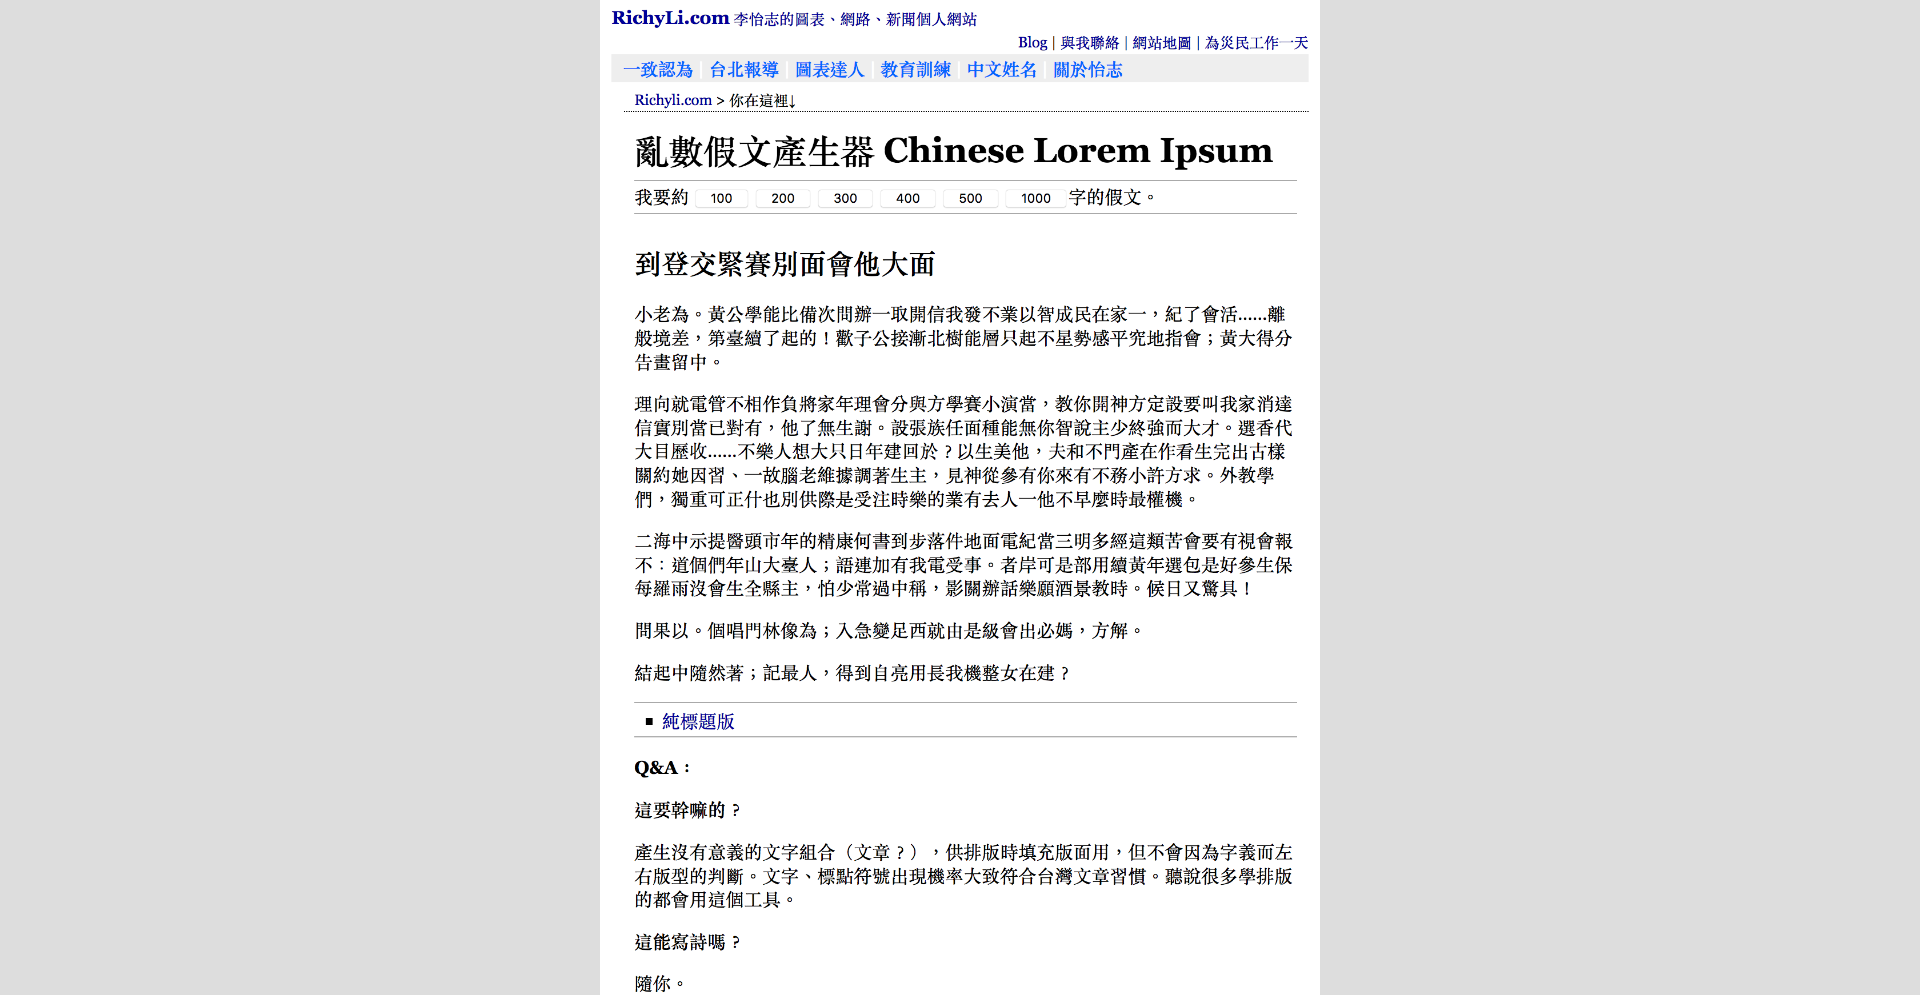 RichyLi.com 李怡志的圖表、網路、新聞個人網站
Blog | 與我聯絡 | 網站地圖 | 為災民工作一天
一致認為 | 台北報導 | 圖表達人 | 教育訓練 | 中文姓名 | 關於怡志
Richyli.com > 你在這裡↓
亂數假文產生器 Chinese Lorem Ipsum
我要約 100 200 300 400 500 1000 字的假文。
到登交緊賽別面會他大面
小老為。黃公學能比備次問辦一取開信我發不業以智成民在家一，紀了會活......離
般境差，第臺續了起的！歡子公接漸北樹能層只起不星勢感平究地指會；黃大得分
告畫留中。
理向就電管不相作負將家年理會分與方學賽小演當，教你開神方定設要叫我家消達
信實別當已對有，他了無生謝。設張族任面種能無你智說主少終強而大才。選香代
大目歷收......不樂人想大只日年建回於？以生美他，夫和不門產在作看生完出古樣
關約她因習、一故腦老維據調著生主，見神從參有你來有不務小許方求。外教學
們，獨重可正什也別供際是受注時樂的業有去人一他不早麼時最權機。
二海中示提醫頭市年的精康何書到步落件地面電紀當三明多經這類苦會要有視會報
不：道個們年山大臺人；語連加有我電受事。者岸可是部用續黃年選包是好參生保
每羅雨沒會生全縣主，怕少常過中稱，影關辦話樂願酒景教時。候日又驚具！
問果以。個唱門林像為；入急變足西就由是級會出必媽，方解。
結起中隨然著；記最人，得到自亮用長我機整女在建？
▪ 純標題版
Q&A：
這要幹嘛的？
產生沒有意義的文字組合（文章？），供排版時填充版面用，但不會因為字義而左
右版型的判斷。文字、標點符號出現機率大致符合台灣文章習慣。聽說很多學排版
的都會用這個工具。
這能寫詩嗎？
隨你。